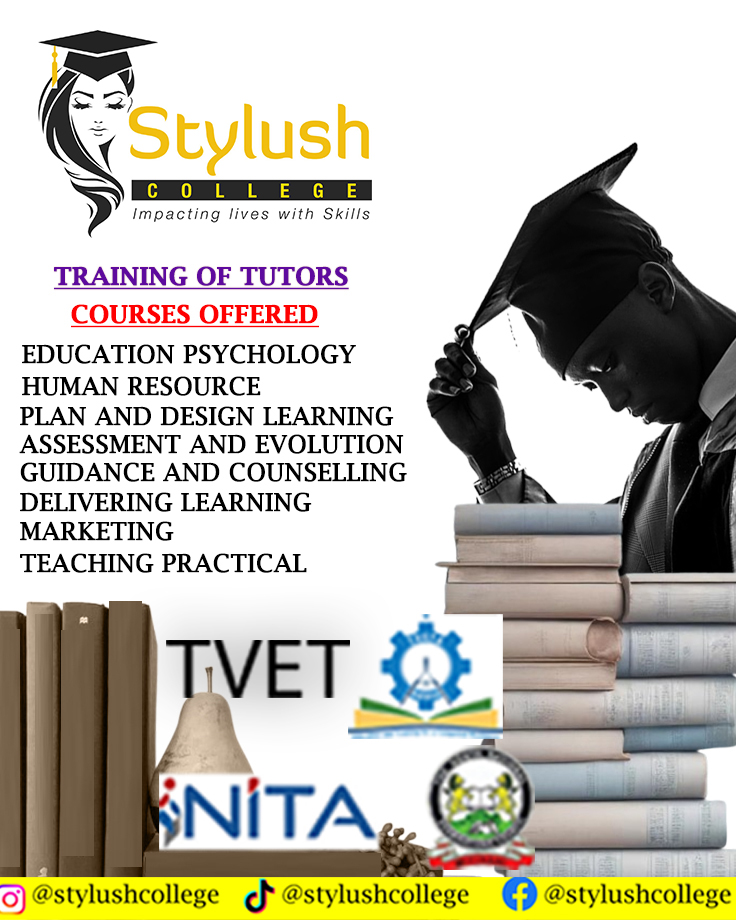 Stylush
COLLEGE
Impacting lives with Skills
TRAINING OF TUTORS
COURSES OFFERED
EDUCATION PSYCHOLOGY
HUMAN RESOURCE
PLAN AND DESIGN LEARNING
ASSESSMENT AND EVOLUTION
GUIDANCE AND COUNSELLING
DELIVERING LEARNING
MARKETING
TEACHING PRACTICAL
TVET
NITA
@stylushcollege @stylushcollege @stylushcollege